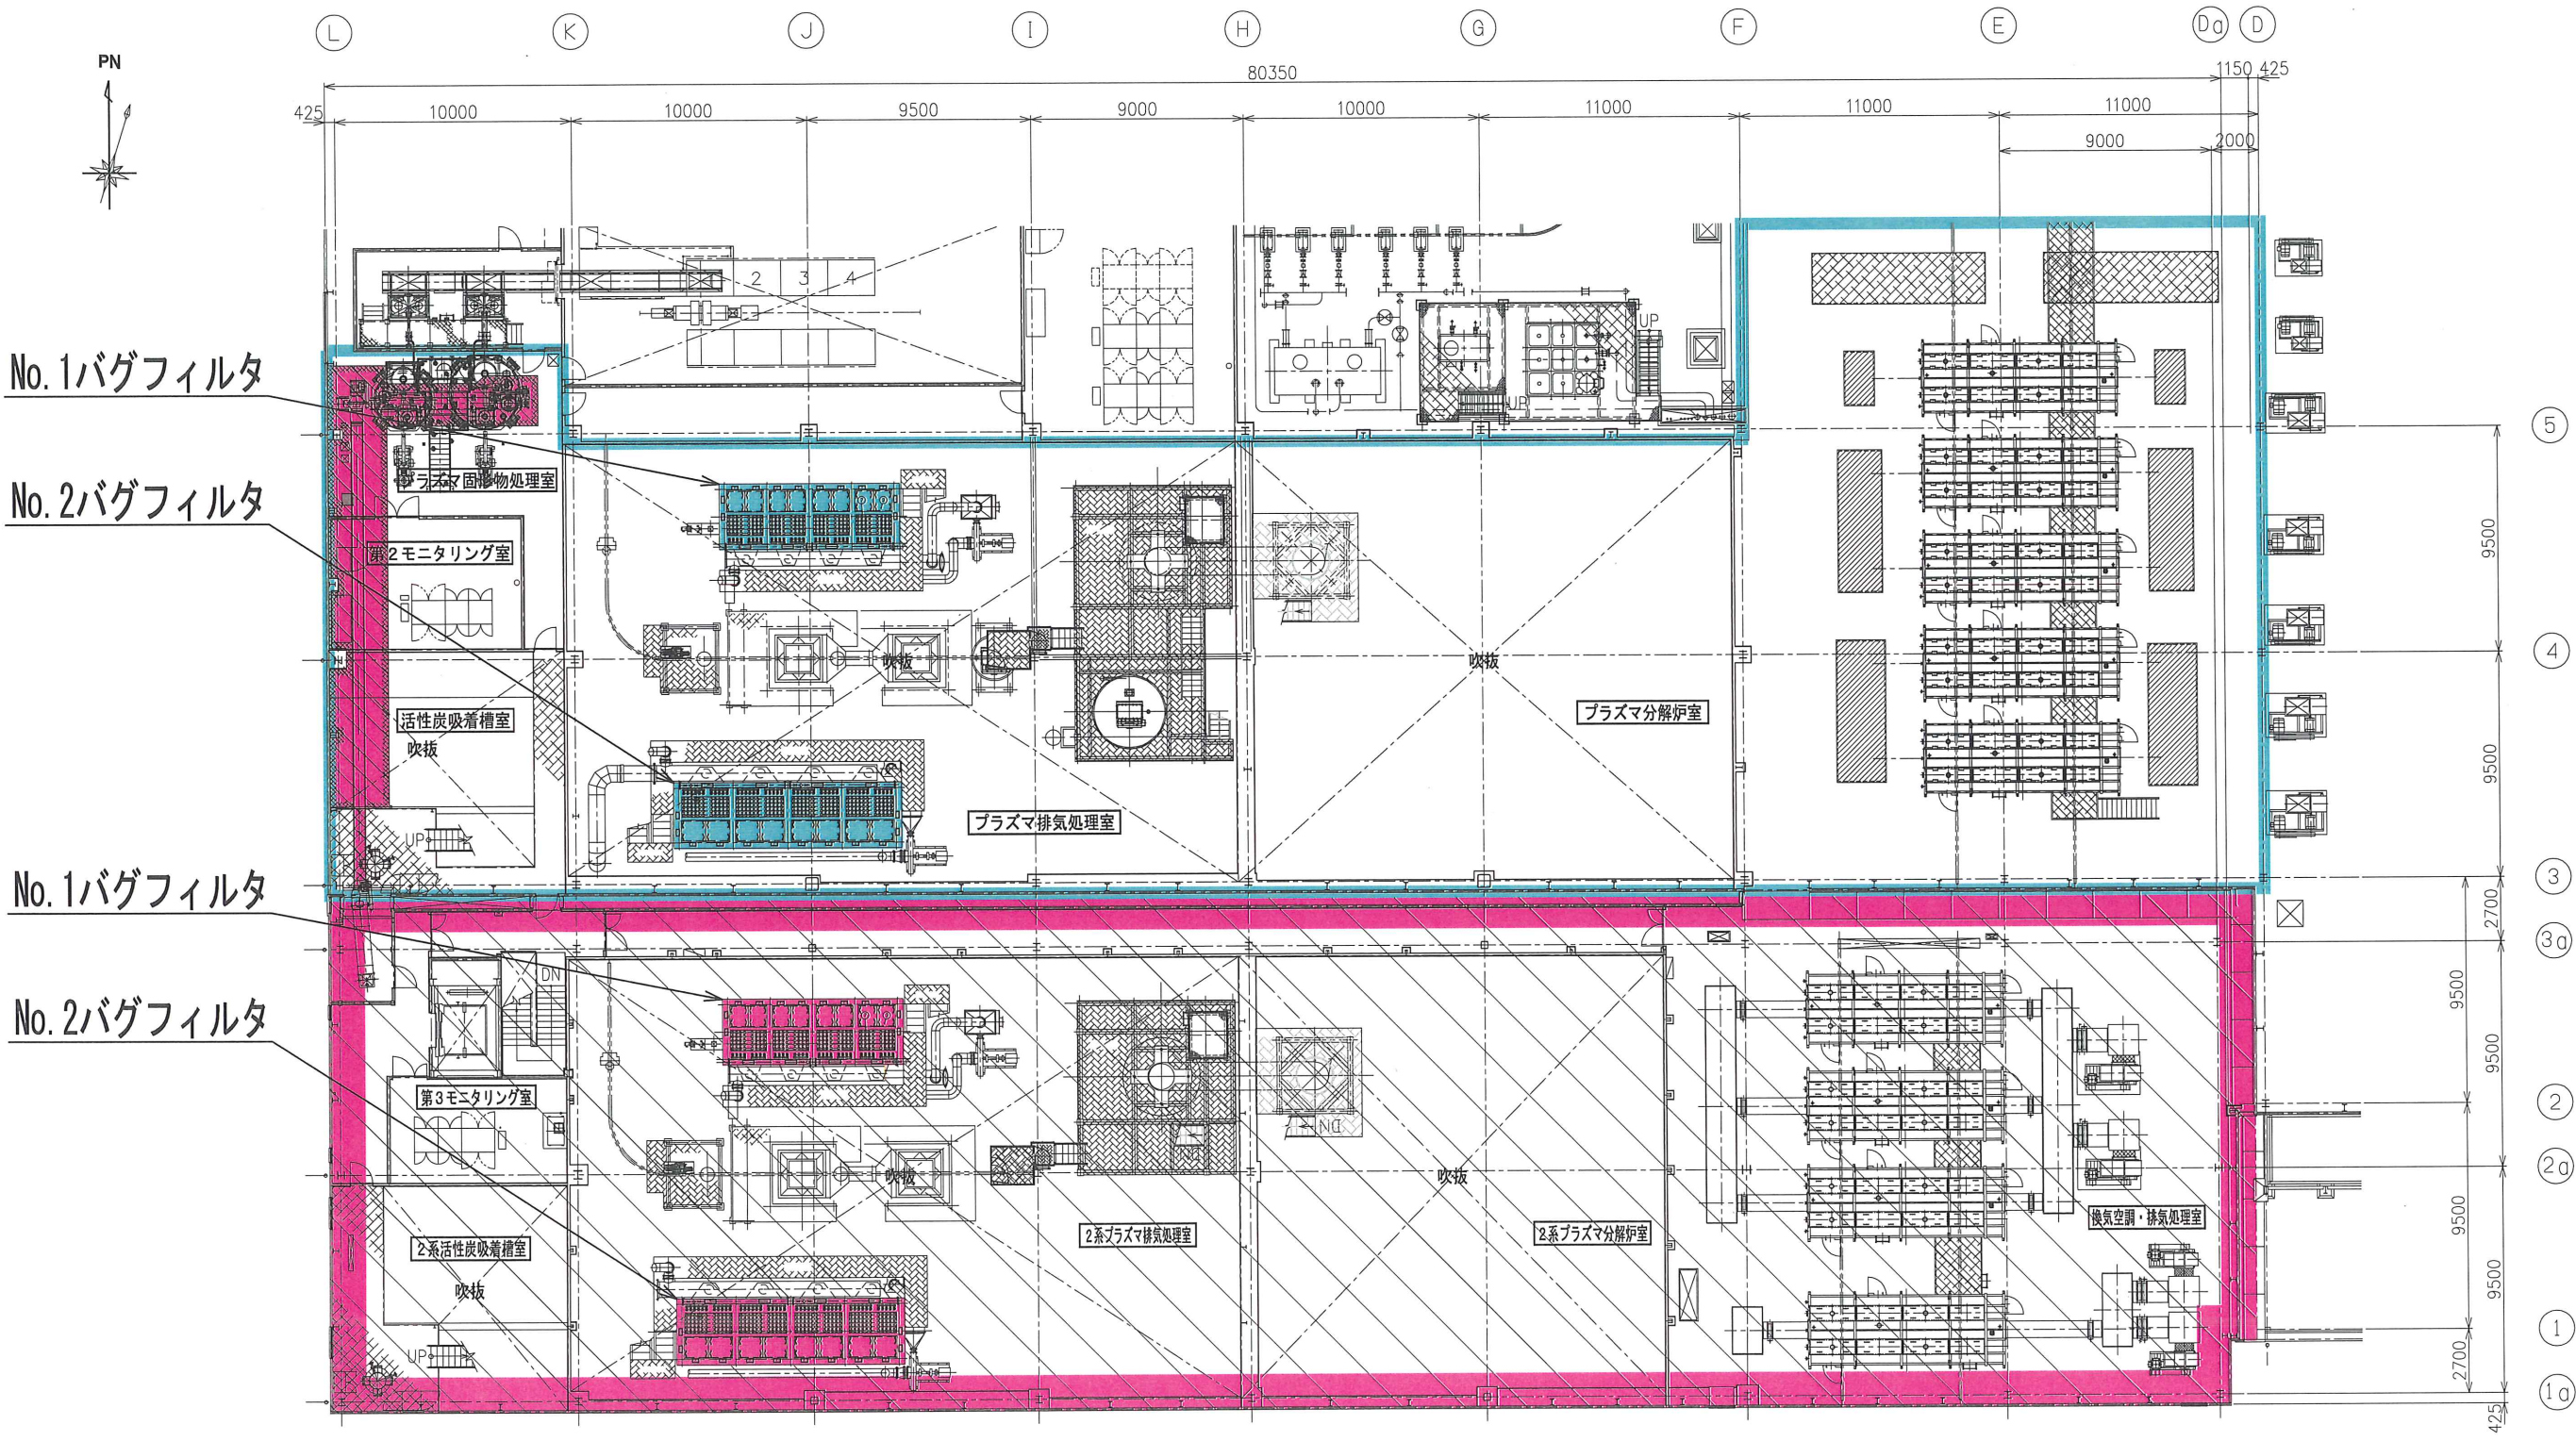 L K J I H G F E Da D
PN
80350 1150 425
425 10000 10000 9500 9000 10000 11000 11000 11000
9000 2000
2 3 4
UP
UP
No.1バグフィルタ
5
プラズマ固形物処理室
No.2バグフィルタ
9500
第2モニタリング室
吹抜
吹抜
4
活性炭吸着槽室
吹抜
プラズマ分解炉室
9500
プラズマ排気処理室
UP
No.1バグフィルタ
3
2700
3a
DN
No.2バグフィルタ
9500
9500
第3モニタリング室
2
DN
DN
吹抜
吹抜
2a
9500
換気空調・排気処理室
2系活性炭吸着槽室
2系プラズマ排気処理室
2系プラズマ分解炉室
吹抜
9500
UP
1
2700
1a
425